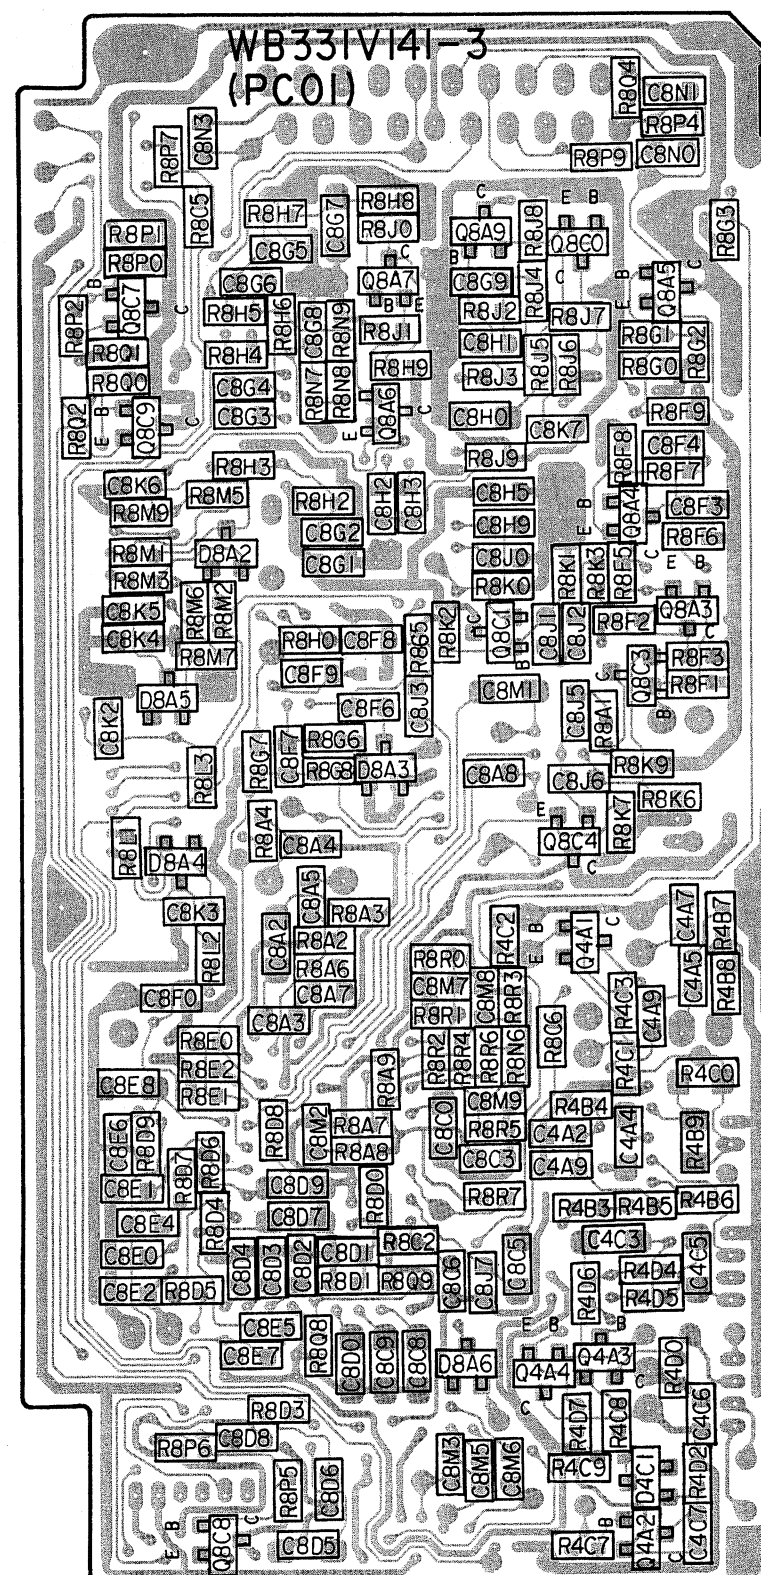 WB331V141-3
(PC01)
R8Q4
C8N1
R8P4
C8N3
R8P7
R8P9
C8N0
R8C5
R8H7
C8G7
R8H8
R8J0
C
Q8A9
B
R8J8
E
B
Q8C0
C
R8G3
R8P1
R8P0
C8G5
C8G6
C
Q8A7
B
E
C8G9
R8J4
B
E
Q8A5
C
R8P2
B
Q8C7
C
R8H5
R8H6
C8G8
R8N9
R8J2
R8J7
R8J1
R8Q1
R8H4
C8H1
R8J5
R8J6
R8G1
R8G2
R8H9
R8G0
R8Q0
C8G4
R8N7
R8N8
R8J3
R8Q2
B
E
Q8C9
C
C8G3
Q8A6
C
E
C8H0
C8K7
R8F9
R8H3
R8J9
R8F8
C8F4
R8F7
C8K6
R8M5
R8H2
C8H2
C8H3
C8H5
B
E
Q8A4
C
C8F3
R8M9
C8G2
C8H9
R8F6
R8M1
D8A2
C8G1
C8J0
R8K1
R8K3
R8F5
E
B
R8M3
R8K0
C8K5
R8M6
R8M2
Q8A3
C
C8K4
R8H0
C8F8
R8G5
R8K2
C
Q8C1
B
C8J1
C8J2
R8F2
R8M7
C8F9
C
Q8C3
B
R8F3
R8F1
D8A5
C8F6
C8J3
C8M1
C8J5
R8A1
C8K2
R8G7
C8F7
R8G6
R8L3
R8G8
D8A3
C8A8
C8J6
R8K9
R8K6
R8L1
R8A4
C8A4
E
Q8C4
C
R8K7
D8A4
C8K3
C8A5
R8A3
R4C2
B
E
Q4A1
C
C4A7
R4B7
R8L2
C8A2
R8A2
R8R0
R8A6
C8M7
C8M8
R8R3
R4C3
C4A5
R4B8
C8F0
C8A7
R8R1
C4A9
C8A3
R8C6
R8E0
R8R2
R8R4
R8R6
R8N6
R4C1
C8E8
R8E2
R8A9
R4C0
R8E1
C8M9
R4B4
C8E6
R8D9
R8D8
C8M2
R8A7
C8C0
R8R5
C4A2
C4A4
R4B9
R8D7
R8D6
R8A8
C8C3
C4A9
C8E1
C8D9
R8D0
R8R7
R4B3
R4B5
R4B6
C8E4
R8D4
C8D7
C8E0
C8D4
C8D3
C8D2
C8D1
R8C2
C8C5
C4C3
C4C5
C8E2
R8D5
R8D1
R8Q9
C8C6
C8J7
R4D6
R4D4
R4D5
C8E5
R8Q8
E
B
B
C8E7
C8D0
C8C9
C8C8
D8A6
Q4A4
C
Q4A3
C
R4D0
R8D3
R4D7
R4C8
C4C6
R8P6
C8D8
C8M3
C8M5
C8M6
R4C9
R8P5
C8D6
D4C1
R4D2
B
E
Q8C8
C
C8D5
R4C7
B
Q4A2
C
C4C7